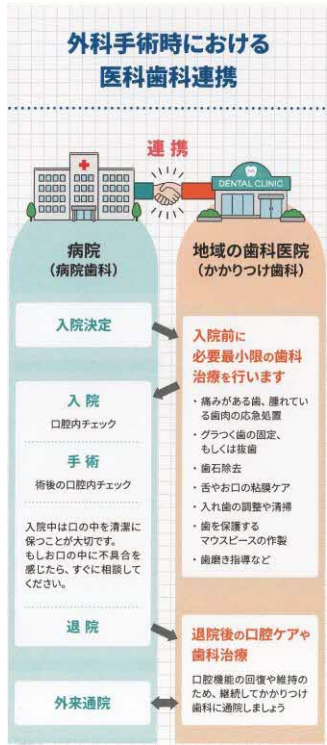 外科手術時における
医科歯科連携
連携
DENTAL CLINIC
病院
(病院歯科)
地域の歯科医院
(かかりつけ歯科)
入院決定
入院前に
必要最小限の歯科
治療を行います
・痛みがある歯、腫れてい
る歯肉の応急処置
・グラつく歯の固定、
もしくは抜歯
・歯石除去
・舌やお口の粘膜ケア
・入れ歯の調整や清掃
・歯を保護する
マウスピースの作製
・歯磨き指導など
入院
口腔内チェック
手術
術後の口腔内チェック
入院中は口の中を清潔に
保つことが大切です。
もしお口の中に不具合を
感じたら、すぐに相談して
ください。
退院
退院後の口腔ケアや
歯科治療
口腔機能の回復や維持の
ため、継続してかかりつけ
歯科に通院しましょう
外来通院